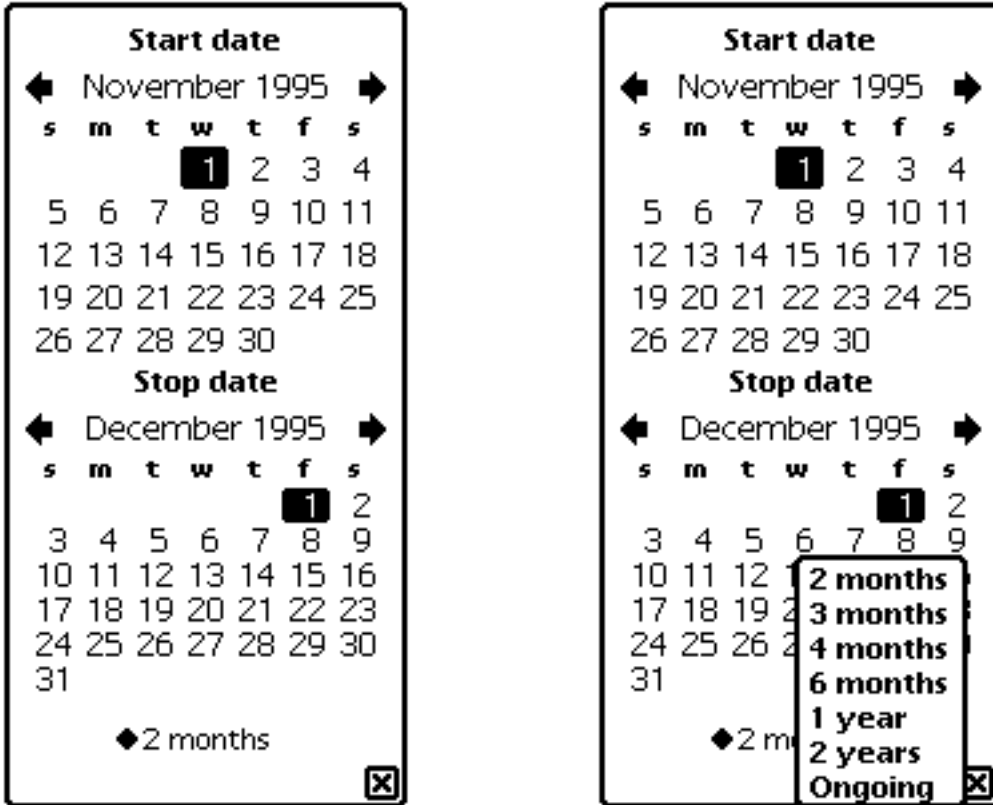 Start date
November 1995
s m t w t f s
1 2 3 4
5 6 7 8 9 10 11
12 13 14 15 16 17 18
19 20 21 22 23 24 25
26 27 28 29 30
Stop date
December 1995
s m t w t f s
1 2
3 4 5 6 7 8 9
10 11 12 13 14 15 16
17 18 19 20 21 22 23
24 25 26 27 28 29 30
31
2 months
Start date
November 1995
s m t w t f s
1 2 3 4
5 6 7 8 9 10 11
12 13 14 15 16 17 18
19 20 21 22 23 24 25
26 27 28 29 30
Stop date
December 1995
s m t w t f s
1 2
3 4 5 6 7 8 9
10 11 12
17 18 19
24 25 26
31
2 m
2 months
3 months
4 months
6 months
1 year
2 years
Ongoing